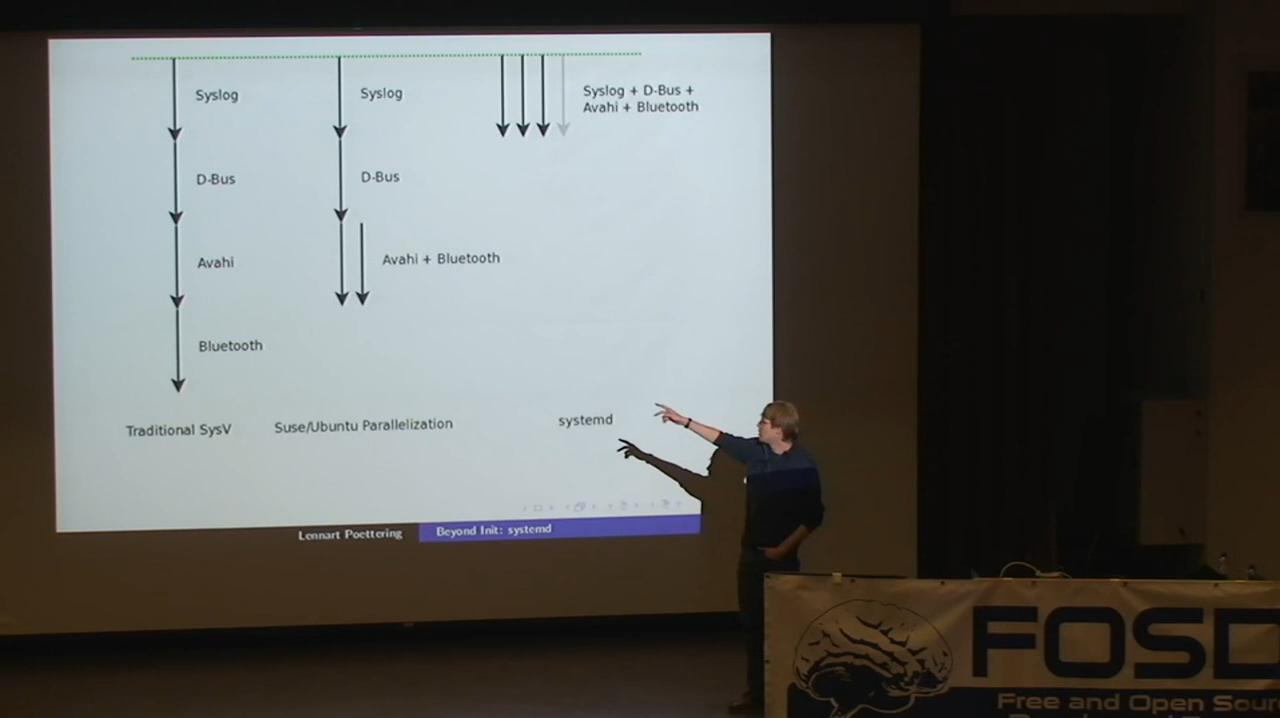 Syslog
D-Bus
Avahi
Bluetooth
Traditional SysV
Syslog
D-Bus
Avahi + Bluetooth
Suse/Ubuntu Parallelization
Syslog + D-Bus +
Avahi + Bluetooth
systemd
Lennart Poettering
Beyond Init: systemd
FOSD
Free and Open Sour